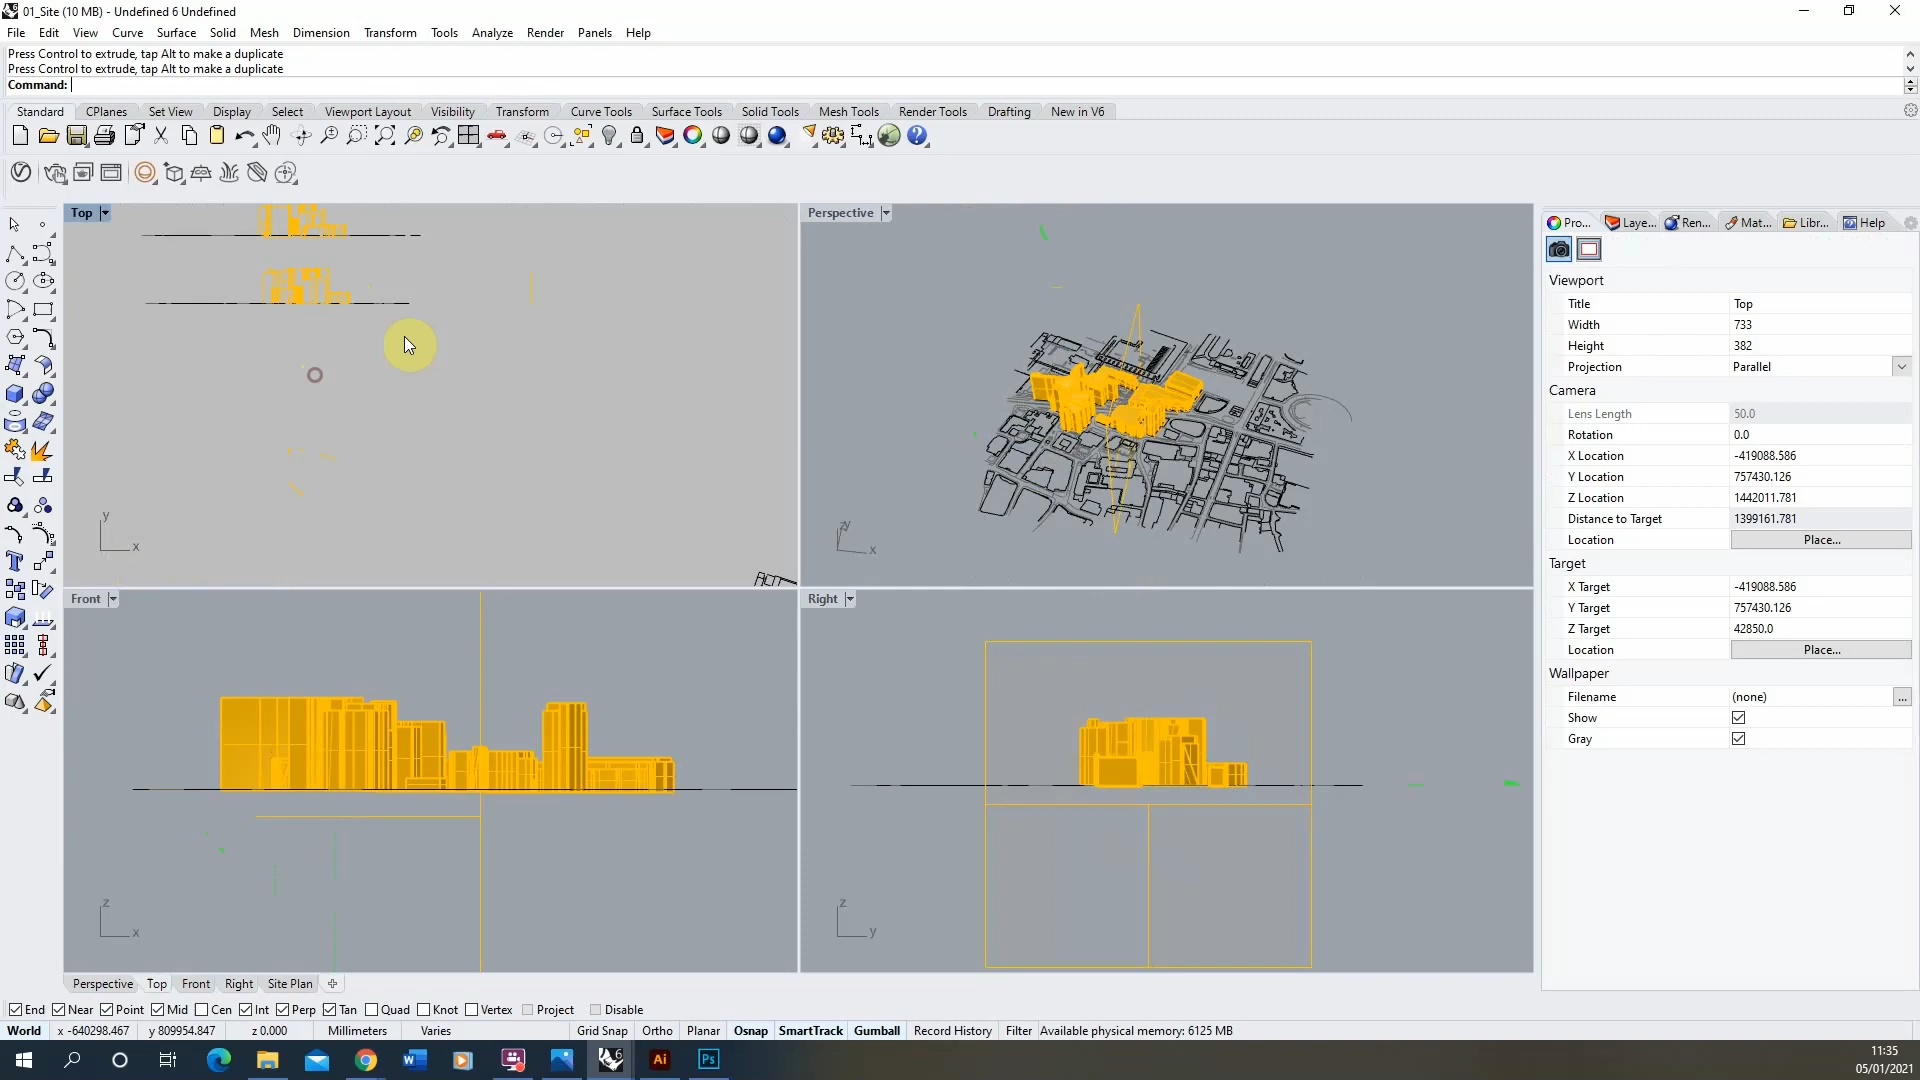 01_Site (10 MB) - Undefined 6 Undefined
File Edit View Curve Surface Solid Mesh Dimension Transform Tools Analyze Render Panels Help
Press Control to extrude, tap Alt to make a duplicate
Press Control to extrude, tap Alt to make a duplicate
Command:
Standard CPlanes Set View Display Select Viewport Layout Visibility Transform Curve Tools Surface Tools Solid Tools Mesh Tools Render Tools Drafting New in V6
Top
Perspective
Pro... Laye... Ren... Mat... Libr... Help
Viewport
Title Top
Width 733
Height 382
Projection Parallel
Camera
Lens Length 50.0
Rotation 0.0
X Location -419088.586
Y Location 757430.126
Z Location 1442011.781
Distance to Target 1399161.781
Location Place...
Target
X Target -419088.586
Y Target 757430.126
Z Target 42850.0
Location Place...
Wallpaper
Filename (none) ...
Show
Gray
y
x
z y
x
Front
Right
z
x
z
y
Perspective Top Front Right Site Plan
End Near Point Mid Cen Int Perp Tan Quad Knot Vertex Project Disable
World x -640298.467 y 809954.847 z 0.000 Millimeters Varies Grid Snap Ortho Planar Osnap SmartTrack Gumball Record History Filter Available physical memory: 6125 MB
6
W
Ai
Ps
11:35
05/01/2021